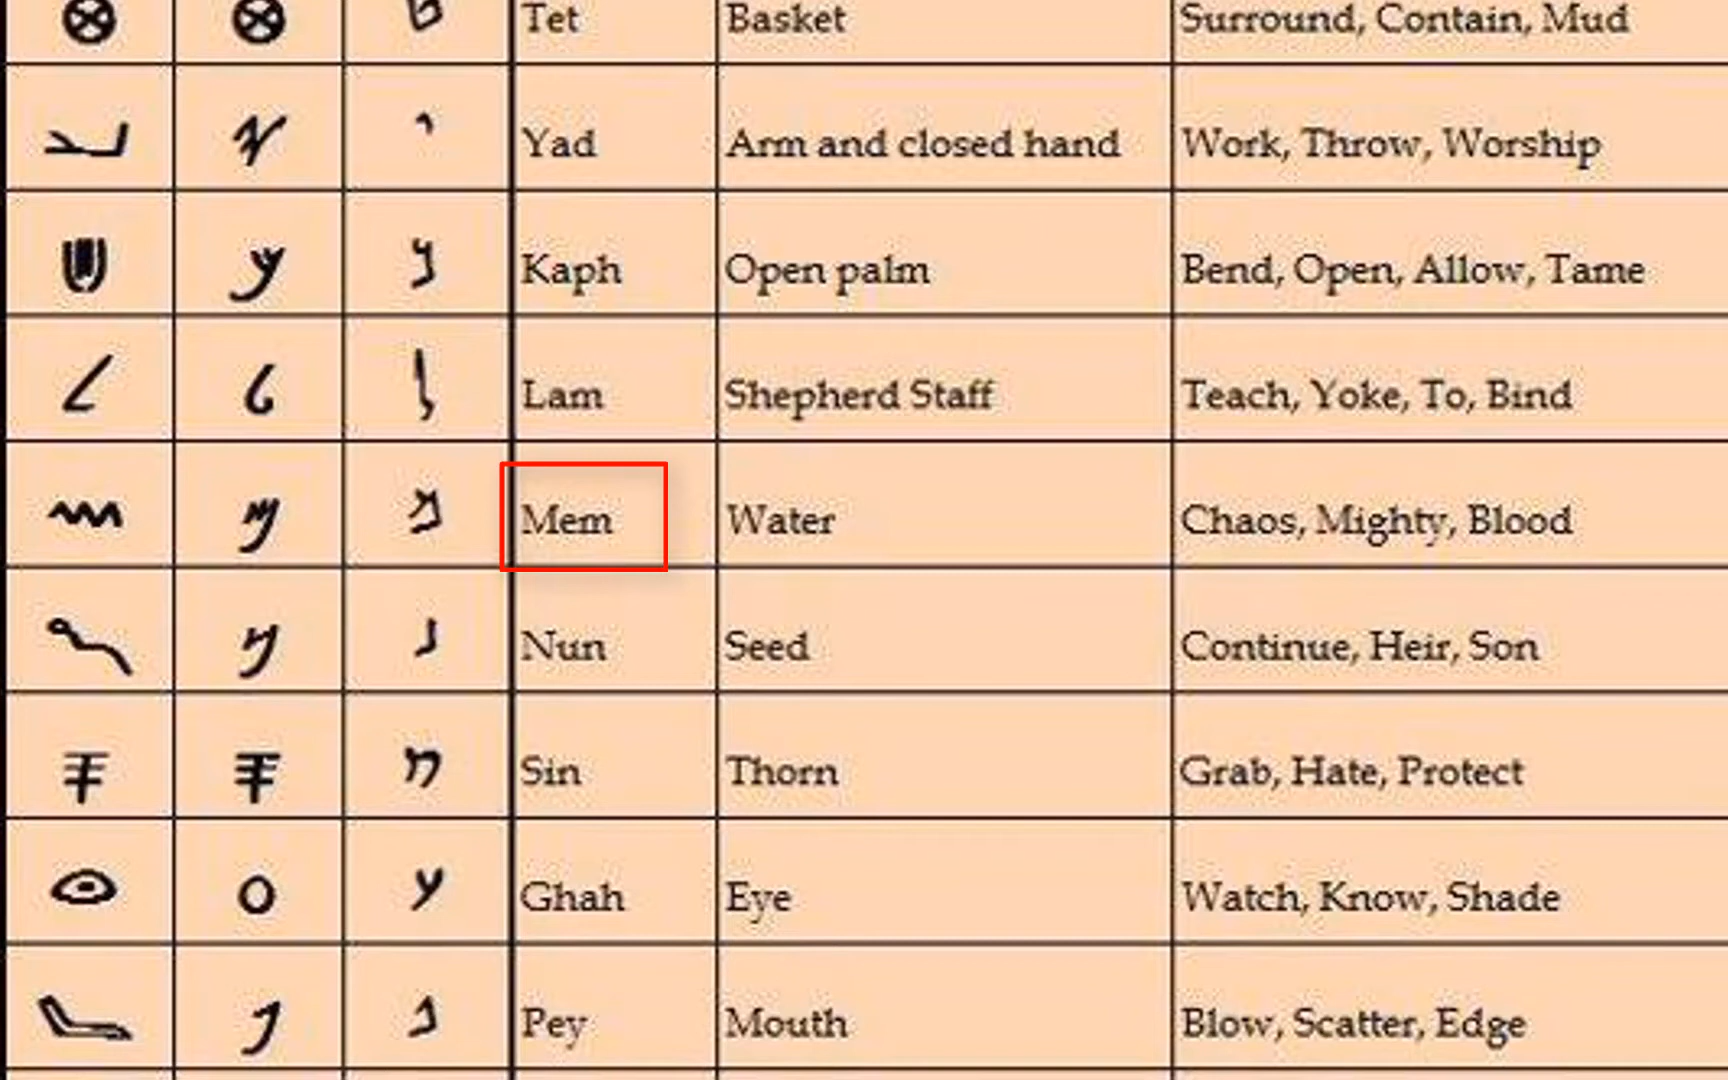 Tet Basket Surround, Contain, Mud
Yad Arm and closed hand Work, Throw, Worship
Kaph Open palm Bend, Open, Allow, Tame
Lam Shepherd Staff Teach, Yoke, To, Bind
Mem Water Chaos, Mighty, Blood
Nun Seed Continue, Heir, Son
Sin Thorn Grab, Hate, Protect
Ghah Eye Watch, Know, Shade
Pey Mouth Blow, Scatter, Edge